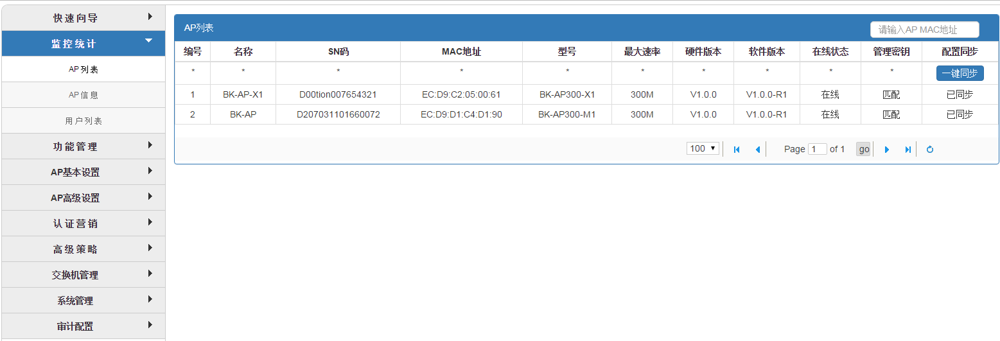 快速向导
监控统计
AP列表
AP信息
用户列表
功能管理
AP基本设置
AP高级设置
认证营销
高级策略
交换机管理
系统管理
审计配置
AP列表
请输入AP MAC地址
编号 名称 SN码 MAC地址 型号 最大速率 硬件版本 软件版本 在线状态 管理密钥 配置同步
* * * * * * * * * * 一键同步
1 BK-AP-X1 D00tion007654321 EC:D9:C2:05:00:61 BK-AP300-X1 300M V1.0.0 V1.0.0-R1 在线 匹配 已同步
2 BK-AP D207031101660072 EC:D9:D1:C4:D1:90 BK-AP300-M1 300M V1.0.0 V1.0.0-R1 在线 匹配 已同步
100 Page 1 of 1 go